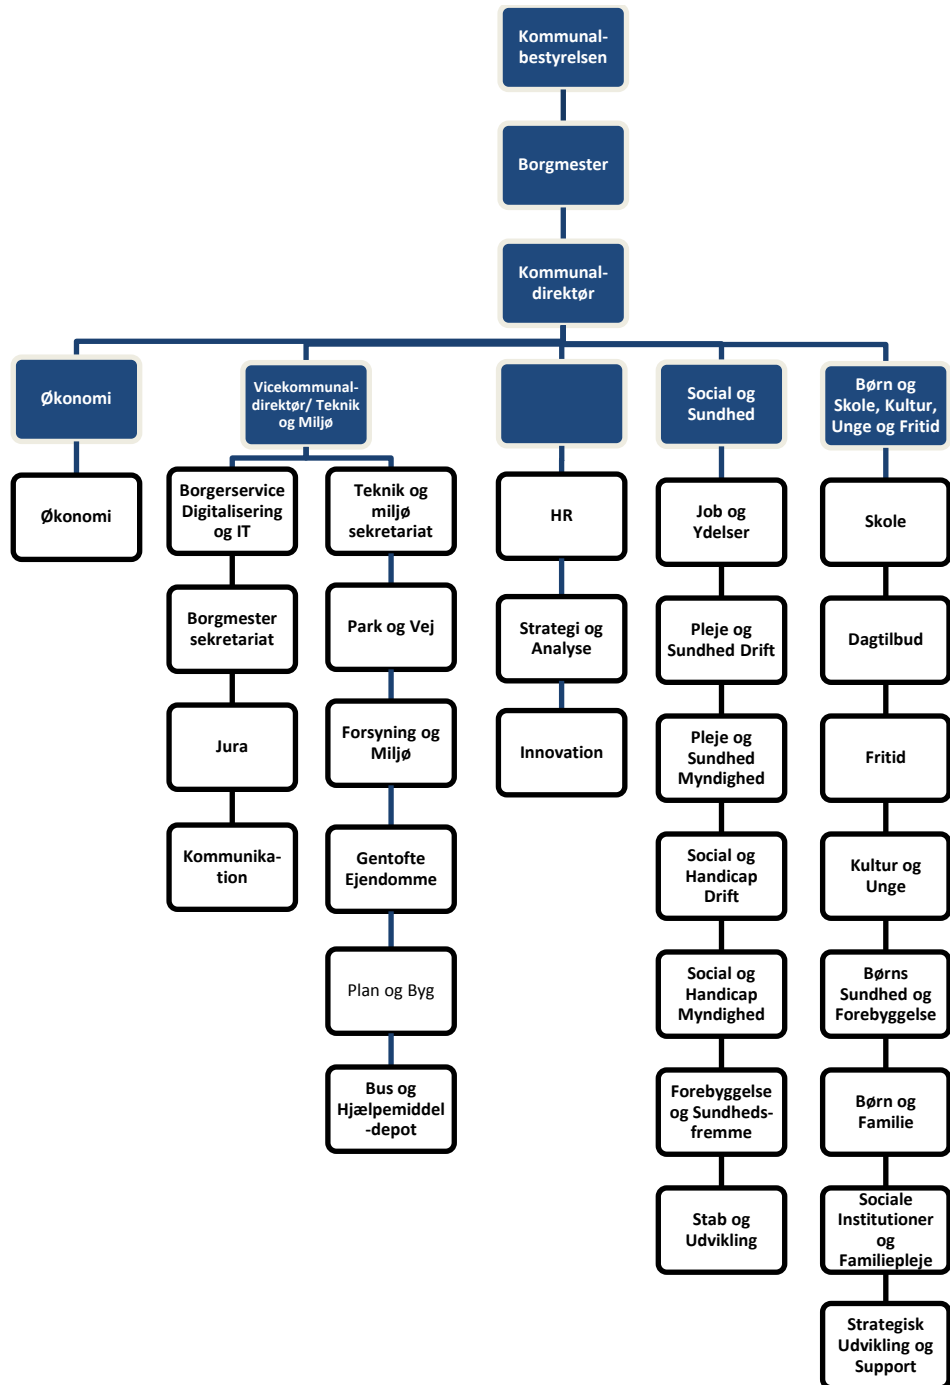 Kommunal-
bestyrelsen
Borgmester
Kommunal-
direktør
Økonomi
Vicekommunal-
direktør/ Teknik
og Miljø
Social og
Sundhed
Børn og
Skole, Kultur,
Unge og Fritid
Økonomi
Borgerservice
Digitalisering
og IT
Borgmester
sekretariat
Jura
Kommunika-
tion
Teknik og
miljø
sekretariat
Park og Vej
Forsyning og
Miljø
Gentofte
Ejendomme
Plan og Byg
Bus og
Hjælpemiddel
-depot
HR
Strategi og
Analyse
Innovation
Job og
Ydelser
Pleje og
Sundhed Drift
Pleje og
Sundhed
Myndighed
Social og
Handicap
Drift
Social og
Handicap
Myndighed
Forebyggelse
og Sundheds-
fremme
Stab og
Udvikling
Skole
Dagtilbud
Fritid
Kultur og
Unge
Børns
Sundhed og
Forebyggelse
Børn og
Familie
Sociale
Institutioner
og
Familiepleje
Strategisk
Udvikling og
Support